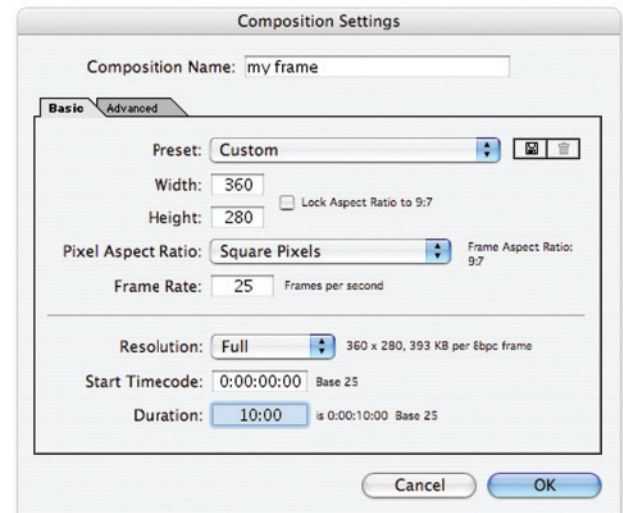 Composition Settings
Composition Name: my frame
Basic Advanced
Preset: Custom
Width: 360
Lock Aspect Ratio to 9:7
Height: 280
Pixel Aspect Ratio: Square Pixels Frame Aspect Ratio:
9:7
Frame Rate: 25 Frames per second
Resolution: Full 360 x 280, 393 KB per 8bpc frame
Start Timecode: 0:00:00:00 Base 25
Duration: 10:00 is 0:00:10:00 Base 25
Cancel OK